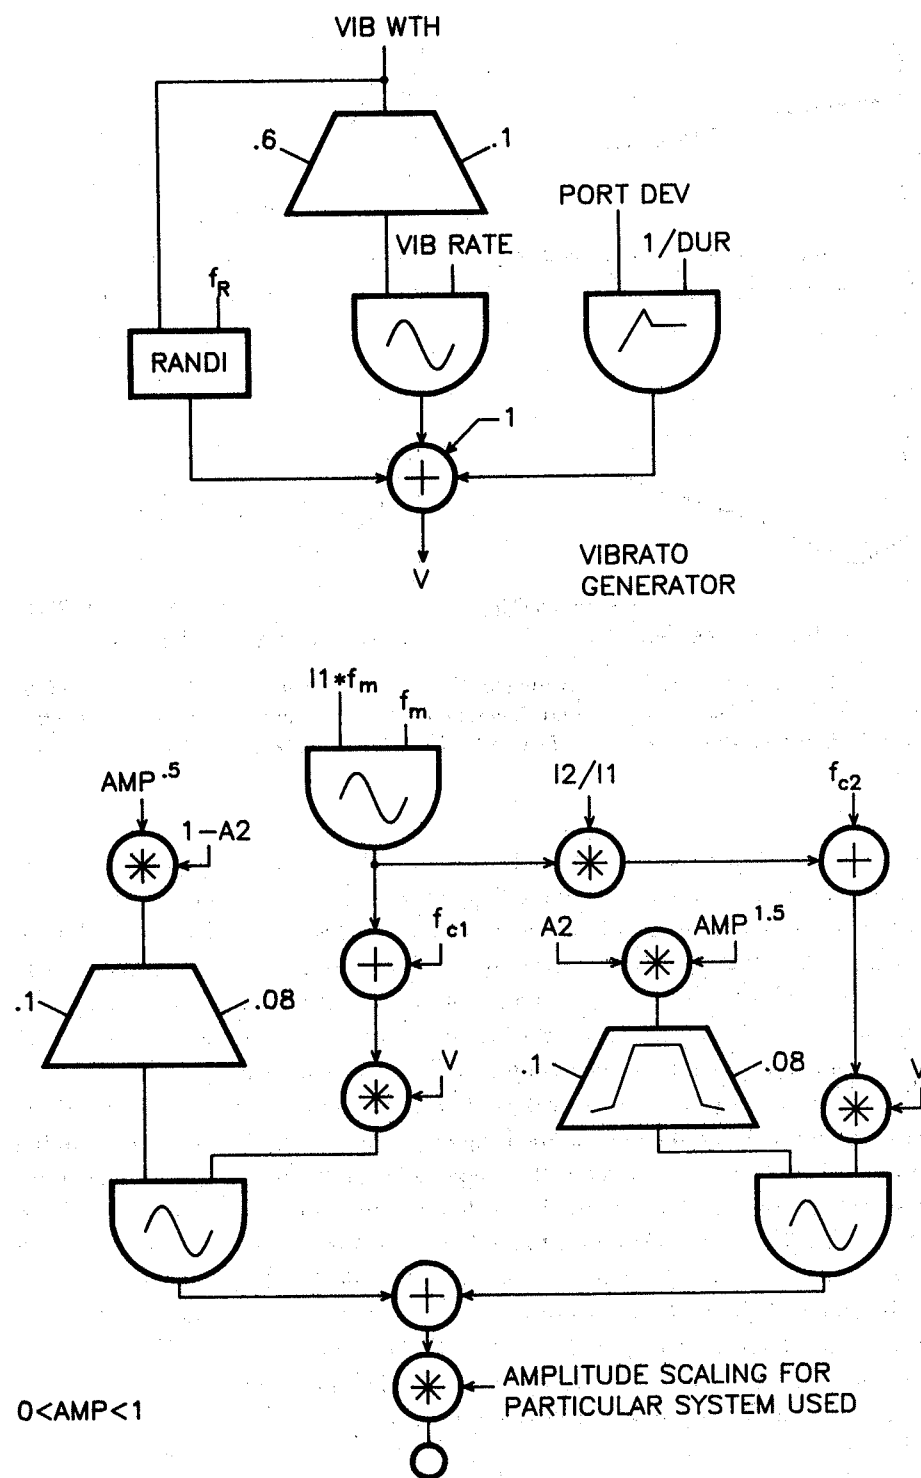 VIB WTH
.6
.1
PORT DEV
VIB RATE
1/DUR
f_R
RANDI
1
V
VIBRATO
GENERATOR
I1*f_m
f_m
AMP^.5
I2/I1
f_c2
1-A2
f_c1
A2
AMP^1.5
.1
.08
V
.1
.08
V
AMPLITUDE SCALING FOR
PARTICULAR SYSTEM USED
0<AMP<1